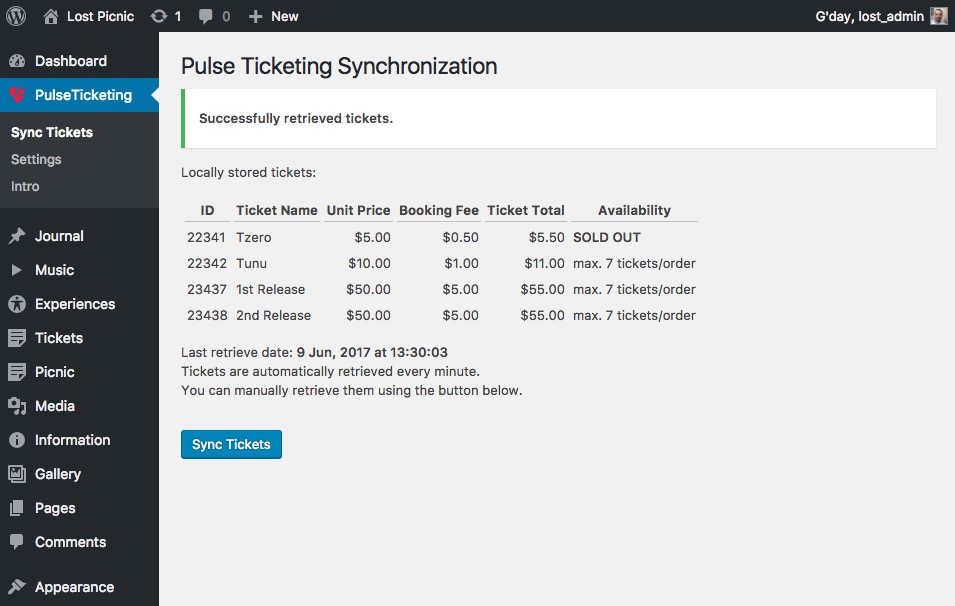 Lost Picnic 1 0 New G'day, lost_admin
Dashboard
PulseTicketing
Sync Tickets
Settings
Intro
Journal
Music
Experiences
Tickets
Picnic
Media
Information
Gallery
Pages
Comments
Appearance
Pulse Ticketing Synchronization
Successfully retrieved tickets.
Locally stored tickets:
ID Ticket Name Unit Price Booking Fee Ticket Total Availability
22341 Tzero $5.00 $0.50 $5.50 SOLD OUT
22342 Tunu $10.00 $1.00 $11.00 max. 7 tickets/order
23437 1st Release $50.00 $5.00 $55.00 max. 7 tickets/order
23438 2nd Release $50.00 $5.00 $55.00 max. 7 tickets/order
Last retrieve date: 9 Jun, 2017 at 13:30:03
Tickets are automatically retrieved every minute.
You can manually retrieve them using the button below.
Sync Tickets